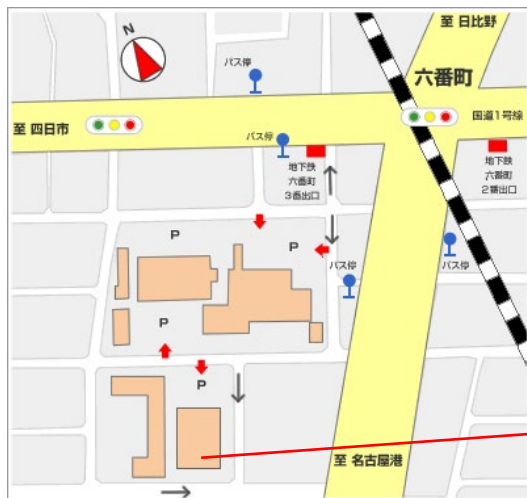 至 日比野
N
バス停
六番町
国道1号線
至 四日市
バス停
地下鉄
六番町
3番出口
地下鉄
六番町
2番出口
P
P
バス停
バス停
P
P
至 名古屋港